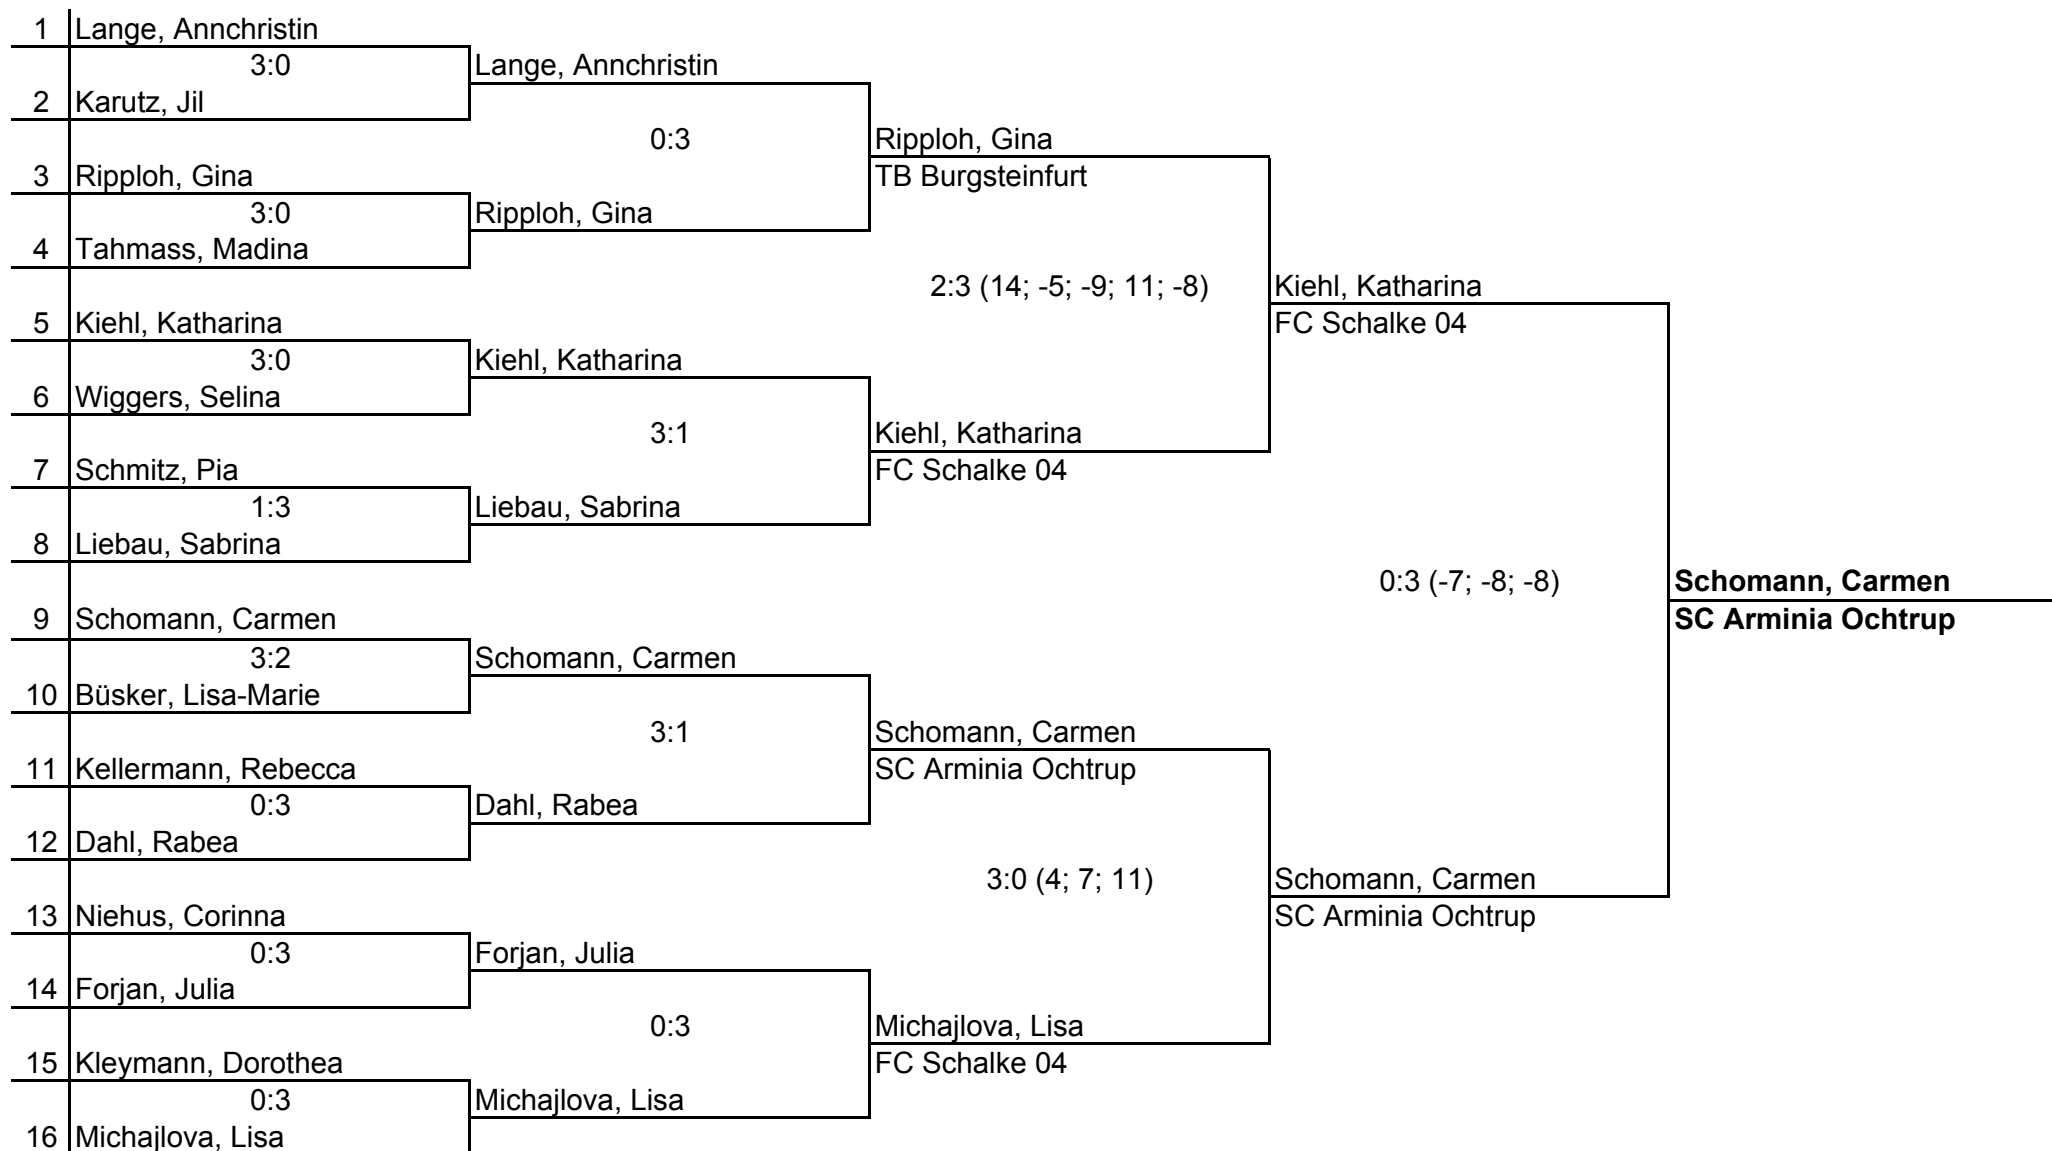 1 Lange, Annchristin
3:0 Lange, Annchristin
2 Karutz, Jil
0:3 Ripploh, Gina
3 Ripploh, Gina TB Burgsteinfurt
3:0 Ripploh, Gina
4 Tahmass, Madina
2:3 (14; -5; -9; 11; -8) Kiehl, Katharina
5 Kiehl, Katharina FC Schalke 04
3:0 Kiehl, Katharina
6 Wiggers, Selina
3:1 Kiehl, Katharina
7 Schmitz, Pia FC Schalke 04
1:3 Liebau, Sabrina
8 Liebau, Sabrina
0:3 (-7; -8; -8) Schomann, Carmen
9 Schomann, Carmen SC Arminia Ochtrup
3:2 Schomann, Carmen
10 Büsker, Lisa-Marie
3:1 Schomann, Carmen
11 Kellermann, Rebecca SC Arminia Ochtrup
0:3 Dahl, Rabea
12 Dahl, Rabea
3:0 (4; 7; 11) Schomann, Carmen
13 Niehus, Corinna SC Arminia Ochtrup
0:3 Forjan, Julia
14 Forjan, Julia
0:3 Michajlova, Lisa
15 Kleymann, Dorothea FC Schalke 04
0:3 Michajlova, Lisa
16 Michajlova, Lisa